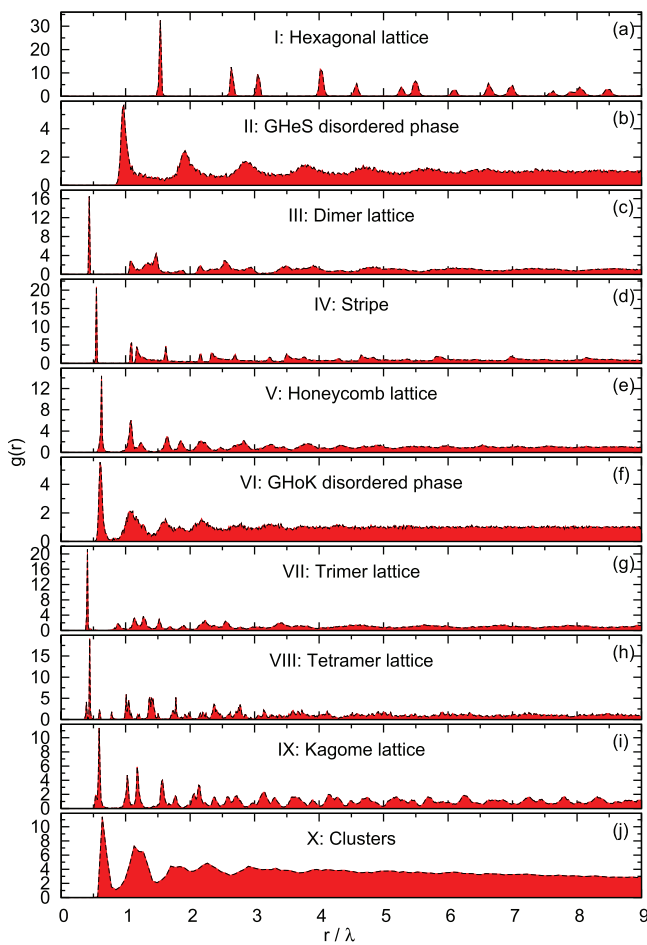 30
20
10
0
I: Hexagonal lattice
(a)
4
2
0
II: GHeS disordered phase
(b)
16
12
8
4
0
III: Dimer lattice
(c)
20
15
10
5
0
IV: Stripe
(d)
12
8
4
0
V: Honeycomb lattice
(e)
g(r)
4
2
0
VI: GHoK disordered phase
(f)
20
16
12
8
4
0
VII: Trimer lattice
(g)
15
10
5
0
VIII: Tetramer lattice
(h)
10
8
6
4
2
0
IX: Kagome lattice
(i)
10
8
6
4
2
0
X: Clusters
(j)
0 1 2 3 4 5 6 7 8 9
r / λ